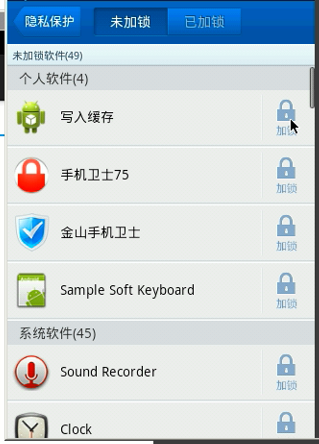 隐私保护
未加锁
已加锁
未加锁软件(49)
个人软件(4)
写入缓存
加锁
手机卫士75
加锁
金山手机卫士
加锁
Sample Soft Keyboard
加锁
系统软件(45)
Sound Recorder
加锁
Clock